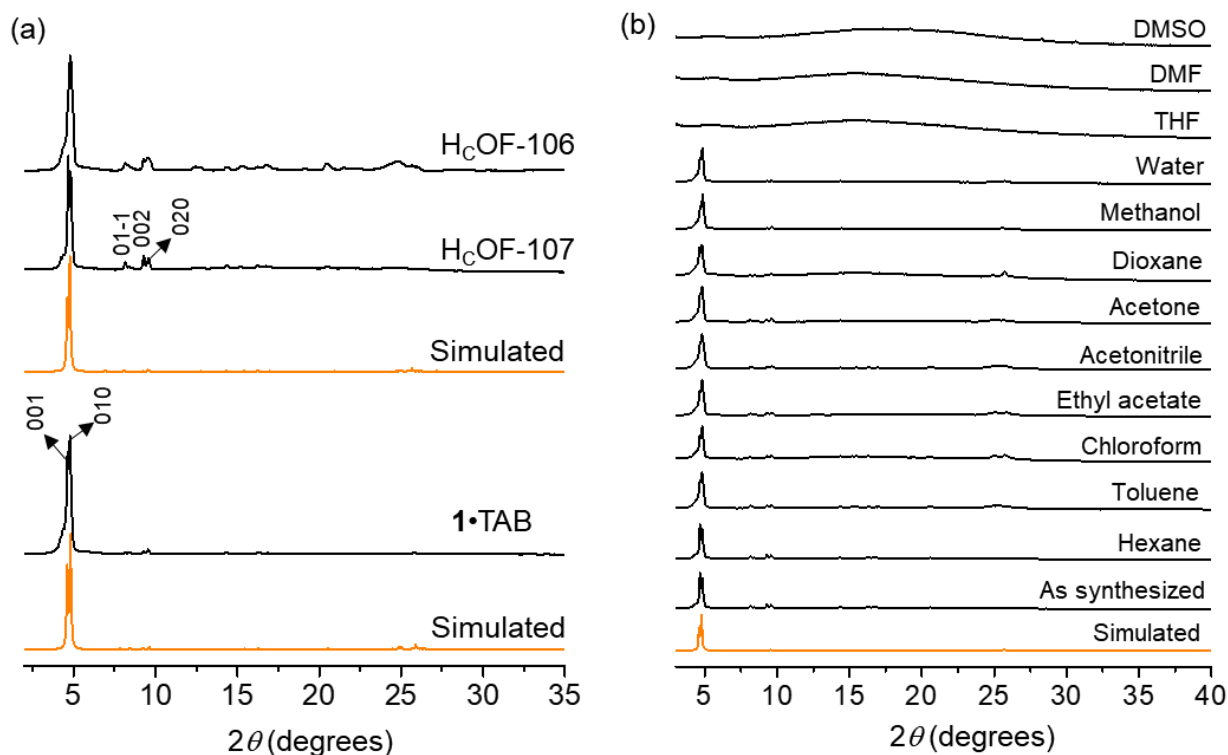 (a)
H_COF-106
01-1
002
020
H_COF-107
Simulated
001
010
1•TAB
Simulated
5 10 15 20 25 30 35
2θ (degrees)
(b)
DMSO
DMF
THF
Water
Methanol
Dioxane
Acetone
Acetonitrile
Ethyl acetate
Chloroform
Toluene
Hexane
As synthesized
Simulated
5 10 15 20 25 30 35 40
2θ (degrees)